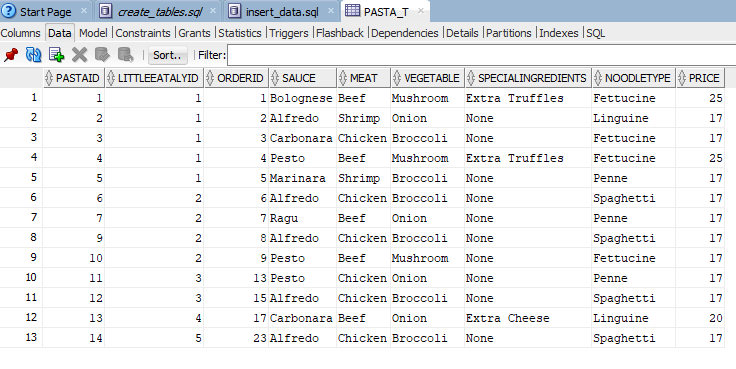 Start Page create_tables.sql insert_data.sql PASTA_T
Columns Data Model Constraints Grants Statistics Triggers Flashback Dependencies Details Partitions Indexes SQL
Sort.. Filter:
PASTAID LITTLEEATALYID ORDERID SAUCE MEAT VEGETABLE SPECIALINGREDIENTS NOODLETYPE PRICE
1 1 1 1 Bolognese Beef Mushroom Extra Truffles Fettucine 25
2 2 1 2 Alfredo Shrimp Onion None Linguine 17
3 3 1 3 Carbonara Chicken Broccoli None Fettucine 17
4 4 1 4 Pesto Beef Mushroom Extra Truffles Fettucine 25
5 5 1 5 Marinara Shrimp Broccoli None Penne 17
6 6 2 6 Alfredo Chicken Broccoli None Spaghetti 17
7 7 2 7 Ragu Beef Onion None Penne 17
8 9 2 8 Alfredo Chicken Broccoli None Spaghetti 17
9 10 2 9 Pesto Beef Mushroom None Fettucine 17
10 11 3 13 Pesto Chicken Onion None Penne 17
11 12 3 15 Alfredo Chicken Broccoli None Spaghetti 17
12 13 4 17 Carbonara Beef Onion Extra Cheese Linguine 20
13 14 5 23 Alfredo Chicken Broccoli None Spaghetti 17